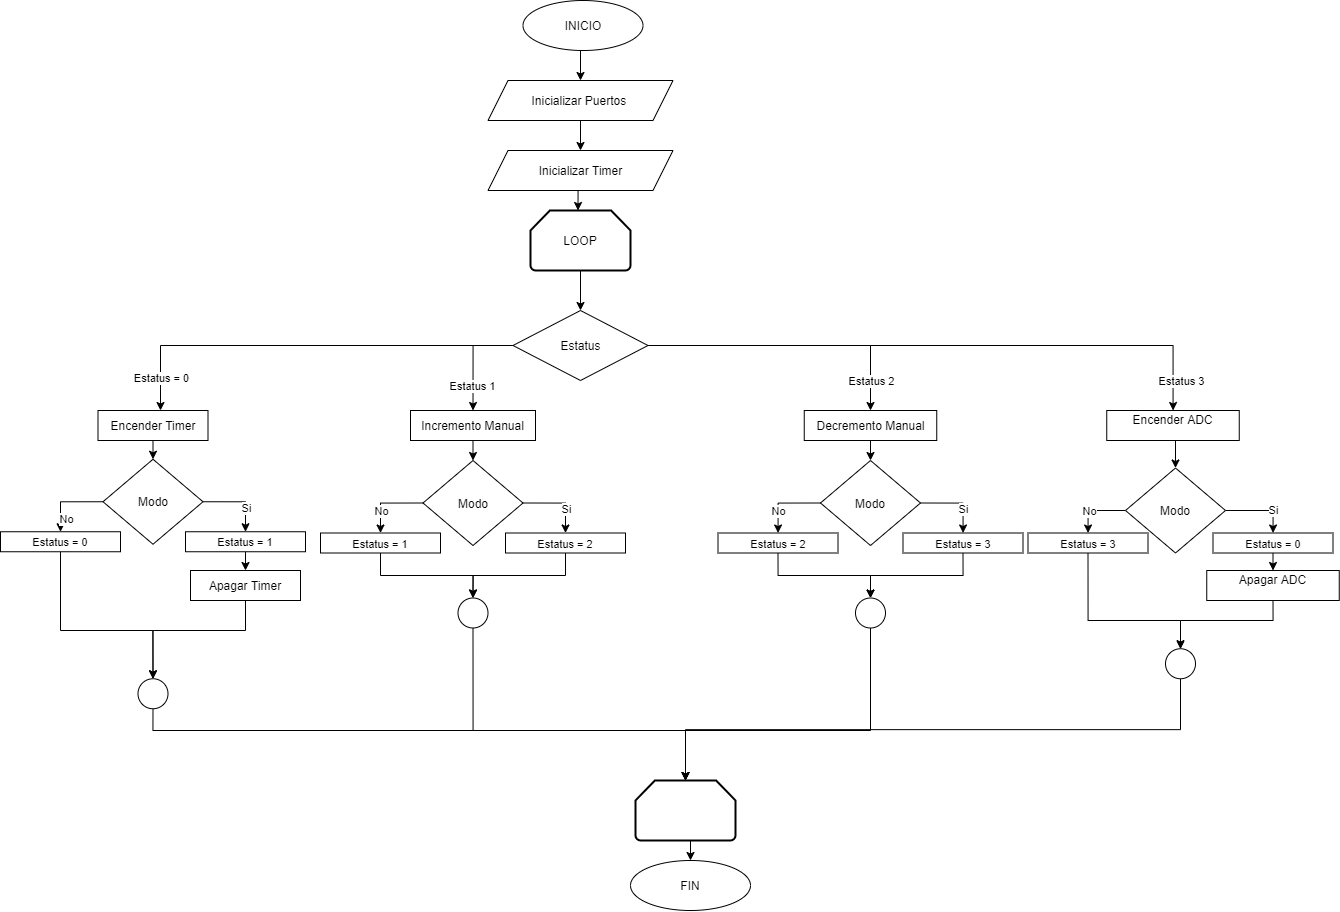 INICIO
Inicializar Puertos
Inicializar Timer
LOOP
Estatus
Estatus = 0
Estatus 1
Estatus 2
Estatus 3
Encender Timer
Incremento Manual
Decremento Manual
Encender ADC
Modo
Modo
Modo
Modo
No
Si
No
Si
No
Si
No
Si
Estatus = 0
Estatus = 1
Estatus = 1
Estatus = 2
Estatus = 2
Estatus = 3
Estatus = 3
Estatus = 0
Apagar Timer
Apagar ADC
FIN